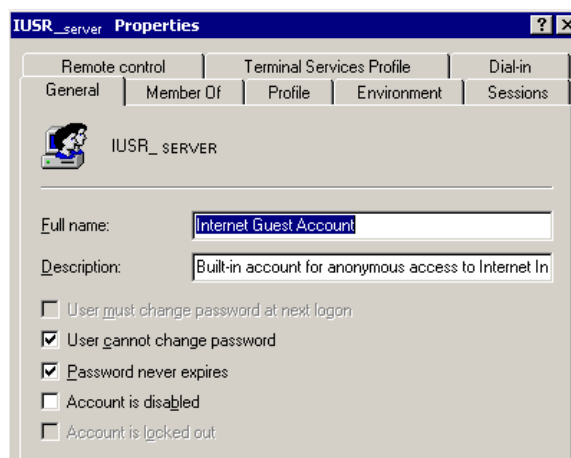 IUSR_server Properties
Remote control Terminal Services Profile Dial-in
General Member Of Profile Environment Sessions
IUSR_ SERVER
Full name: Internet Guest Account
Description: Built-in account for anonymous access to Internet In
User must change password at next logon
User cannot change password
Password never expires
Account is disabled
Account is locked out